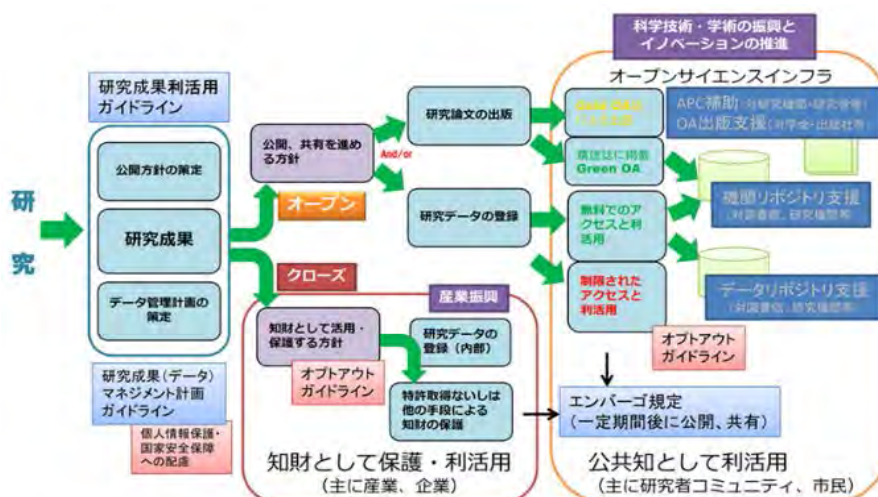 科学技術・学術の振興と
イノベーションの推進
研究成果利活用
ガイドライン
オープンサイエンスインフラ
APC補助
OA出版支援
研究論文の出版
公開、共有を進め
る方針
And/or
Green OA
公開方針の策定
オープン
研究
研究成果
研究データの登録
無料でのア
クセスと利
活用
機関リポジトリ支援
クローズ
データ管理計画の
策定
産業振興
制限された
アクセスと
利活用
データリポジトリ支援
知財として活用・
保護する方針
研究データの
登録(内部)
オプトアウト
ガイドライン
オプトアウト
ガイドライン
研究成果(データ)
マネジメント計画
ガイドライン
特許取得ないしは
他の手段による
知財の保護
エンバーゴ規定
(一定期間後に公開、共有)
個人情報保護・
国家安全保障
への配慮
知財として保護・利活用
(主に産業、企業)
公共知として利活用
(主に研究者コミュニティ、市民)